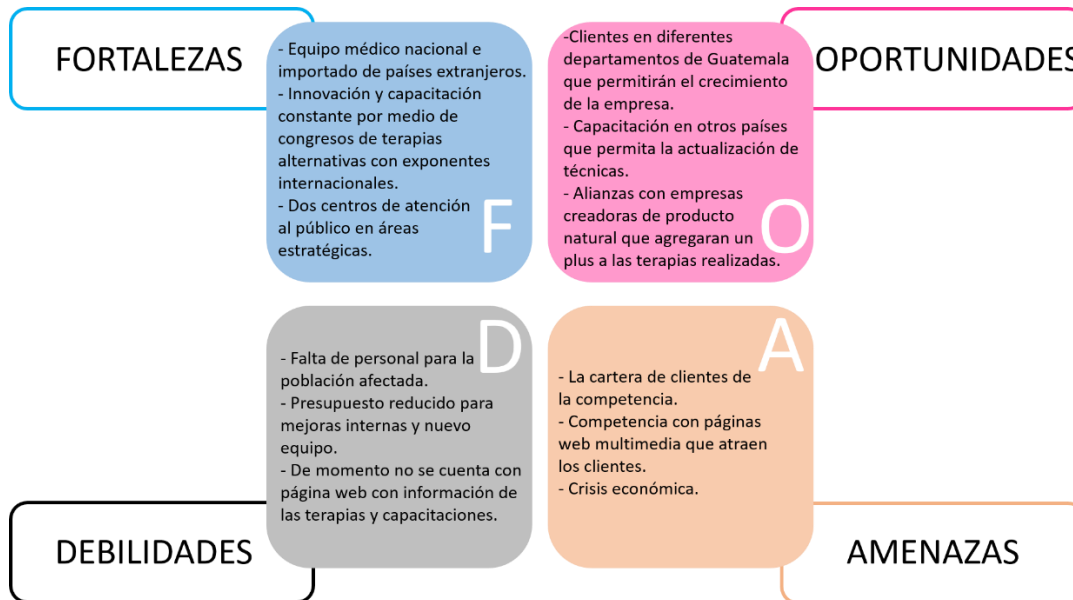 FORTALEZAS
- Equipo médico nacional e
importado de países extranjeros.
- Innovación y capacitación
constante por medio de
congresos de terapias
alternativas con exponentes
internacionales.
- Dos centros de atención
al público en áreas
estratégicas.
F
-Clientes en diferentes
departamentos de Guatemala
que permitirán el crecimiento
de la empresa.
- Capacitación en otros países
que permita la actualización de
técnicas.
- Alianzas con empresas
creadoras de producto
natural que agregaran un
plus a las terapias realizadas.
O
OPORTUNIDADES
DEBILIDADES
D
- Falta de personal para la
población afectada.
- Presupuesto reducido para
mejoras internas y nuevo
equipo.
- De momento no se cuenta con
página web con información de
las terapias y capacitaciones.
A
- La cartera de clientes de
la competencia.
- Competencia con páginas
web multimedia que atraen
los clientes.
- Crisis económica.
AMENAZAS